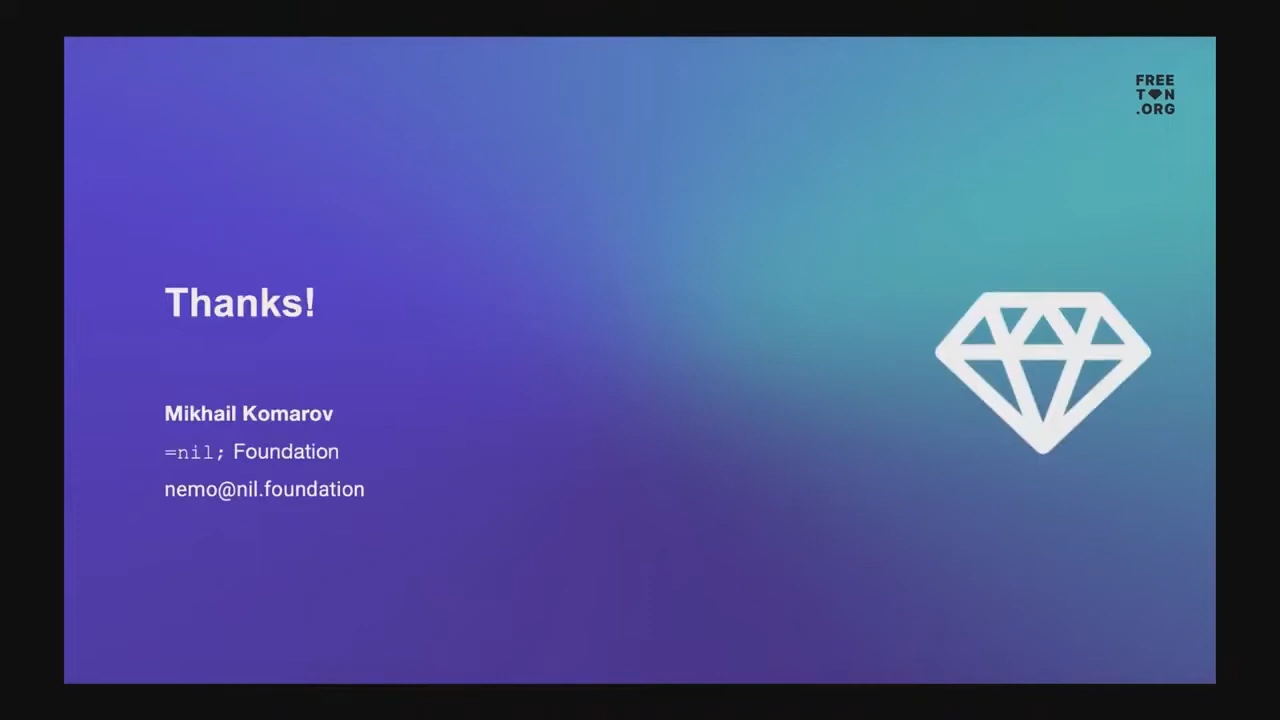 FREE
T N
.ORG
Thanks!
Mikhail Komarov
=nil; Foundation
nemo@nil.foundation